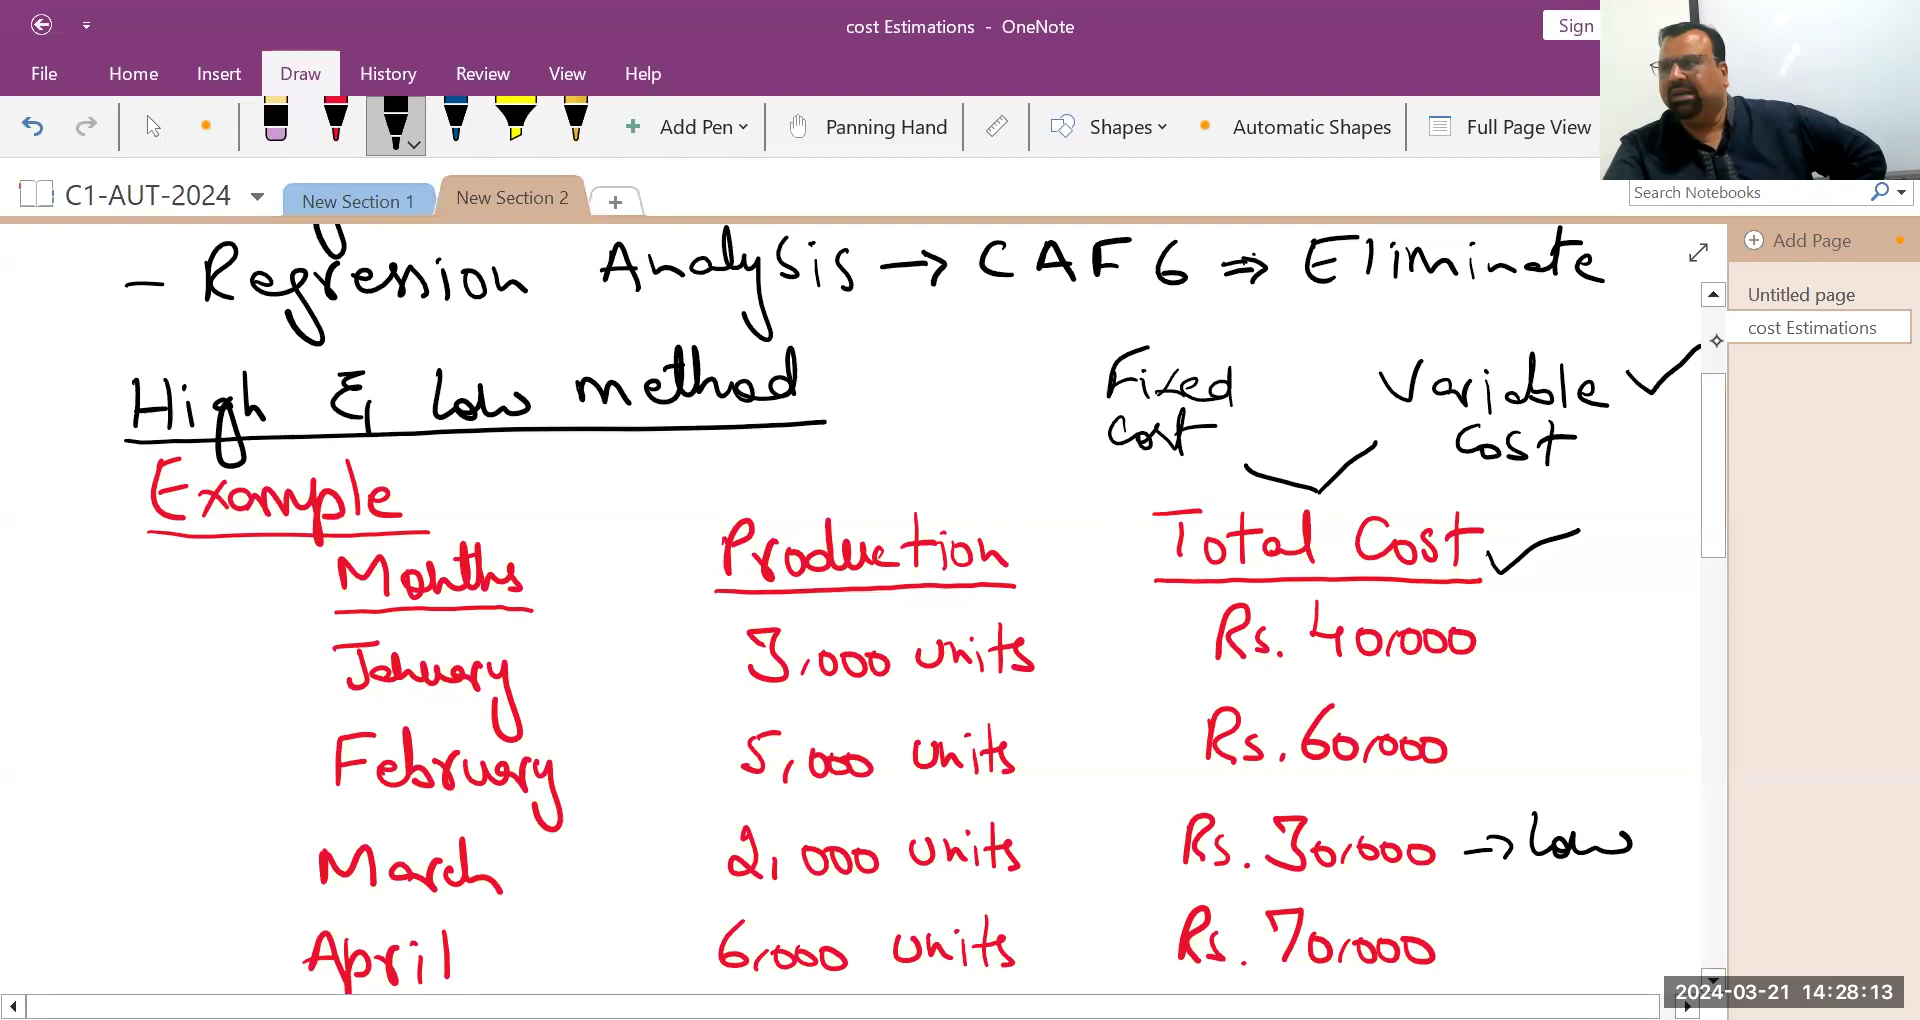 cost Estimations - OneNote
Sign
File Home Insert Draw History Review View Help
Add Pen Panning Hand Shapes Automatic Shapes Full Page View
C1-AUT-2024 New Section 1 New Section 2
Search Notebooks
Add Page
Untitled page
cost Estimations
- Regression Analysis → CAF 6 ⇒ Eliminate
High & Low method
Fixed Cost
Variable Cost
Example
Months Production Total Cost
January 3,000 units Rs. 40,000
February 5,000 units Rs. 60,000
March 2,000 units Rs. 30,000 → Low
April 6,000 units Rs. 70,000
2024-03-21 14:28:13